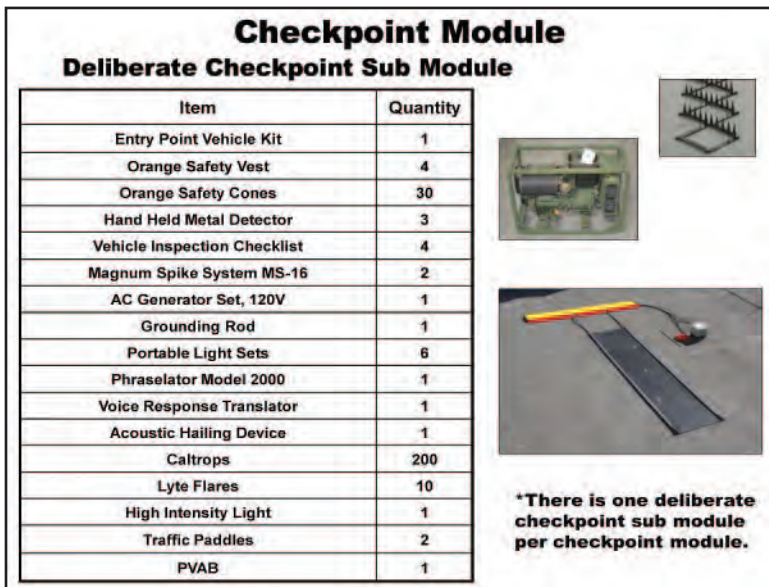 Checkpoint Module
Deliberate Checkpoint Sub Module
Item Quantity
Entry Point Vehicle Kit 1
Orange Safety Vest 4
Orange Safety Cones 30
Hand Held Metal Detector 3
Vehicle Inspection Checklist 4
Magnum Spike System MS-16 2
AC Generator Set, 120V 1
Grounding Rod 1
Portable Light Sets 6
Phraselator Model 2000 1
Voice Response Translator 1
Acoustic Hailing Device 1
Caltrops 200
Lyte Flares 10
High Intensity Light 1
Traffic Paddles 2
PVAB 1
*There is one deliberate
checkpoint sub module
per checkpoint module.